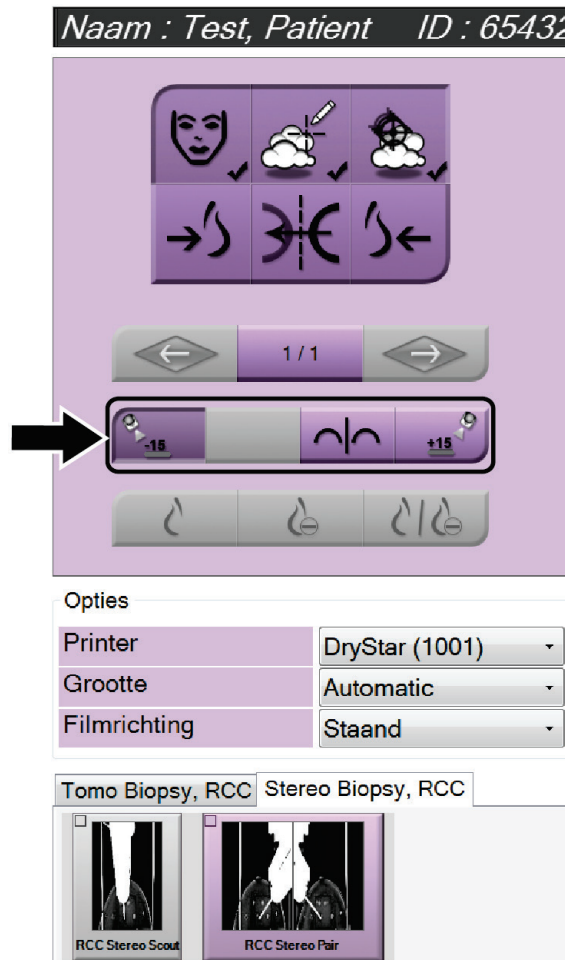 Naam : Test, Patient ID : 65432
1 / 1
-15 +15
Opties
Printer DryStar (1001)
Grootte Automatic
Filmrichting Staand
Tomo Biopsy, RCC Stereo Biopsy, RCC
RCC Stereo Scout RCC Stereo Pair